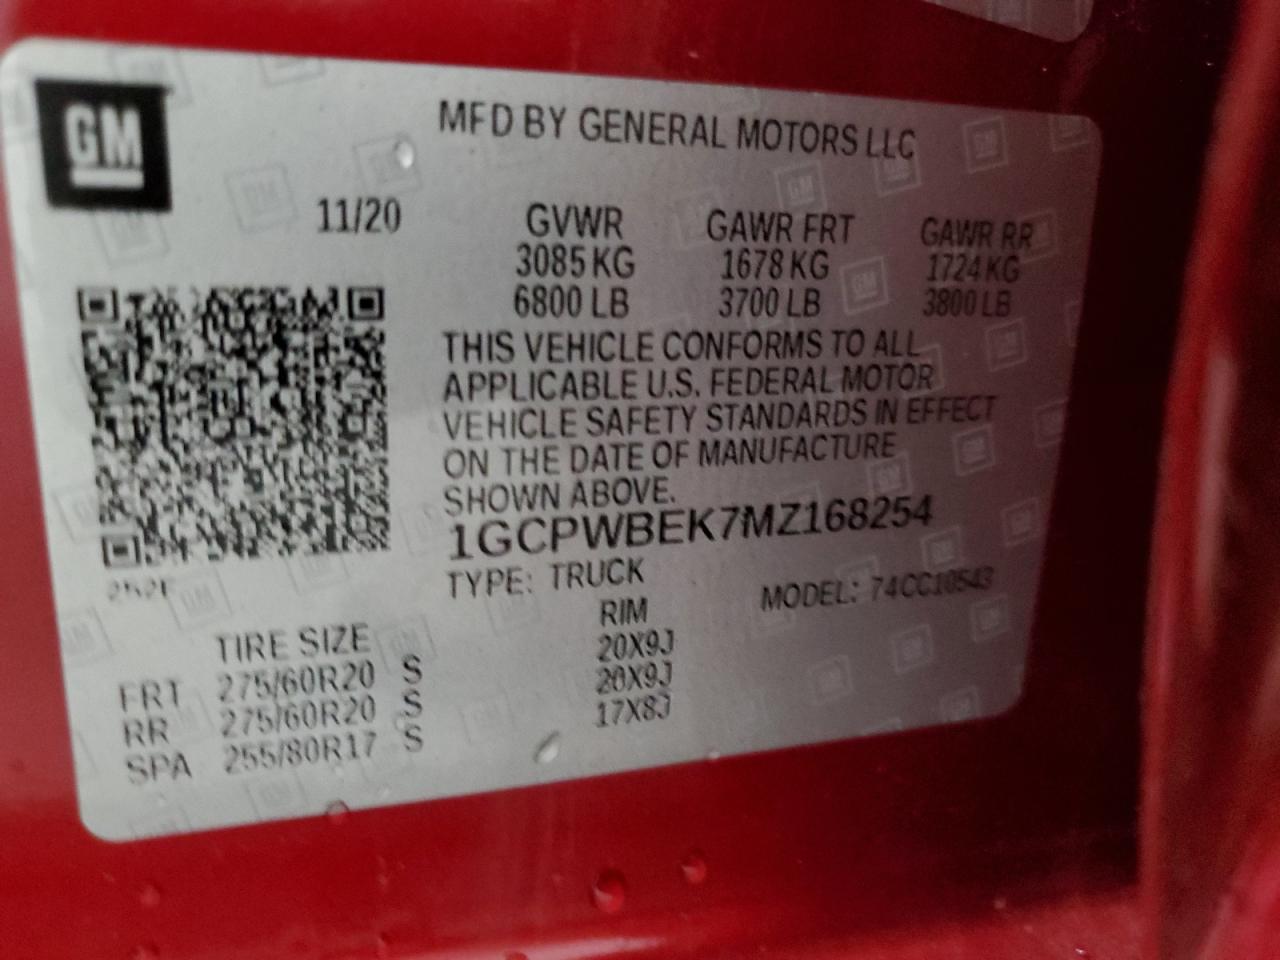 GM
MFD BY GENERAL MOTORS LLC
11/20 GVWR GAWR FRT GAWR RR
3085 KG 1678 KG 1724 KG
6800 LB 3700 LB 3800 LB
THIS VEHICLE CONFORMS TO ALL
APPLICABLE U.S. FEDERAL MOTOR
VEHICLE SAFETY STANDARDS IN EFFECT
ON THE DATE OF MANUFACTURE
SHOWN ABOVE.
1GCPWBEK7MZ168254
TYPE: TRUCK MODEL: 74CC10543
TIRE SIZE RIM
FRT 275/60R20 S 20X9J
RR 275/60R20 S 20X9J
SPA 255/80R17 S 17X8J